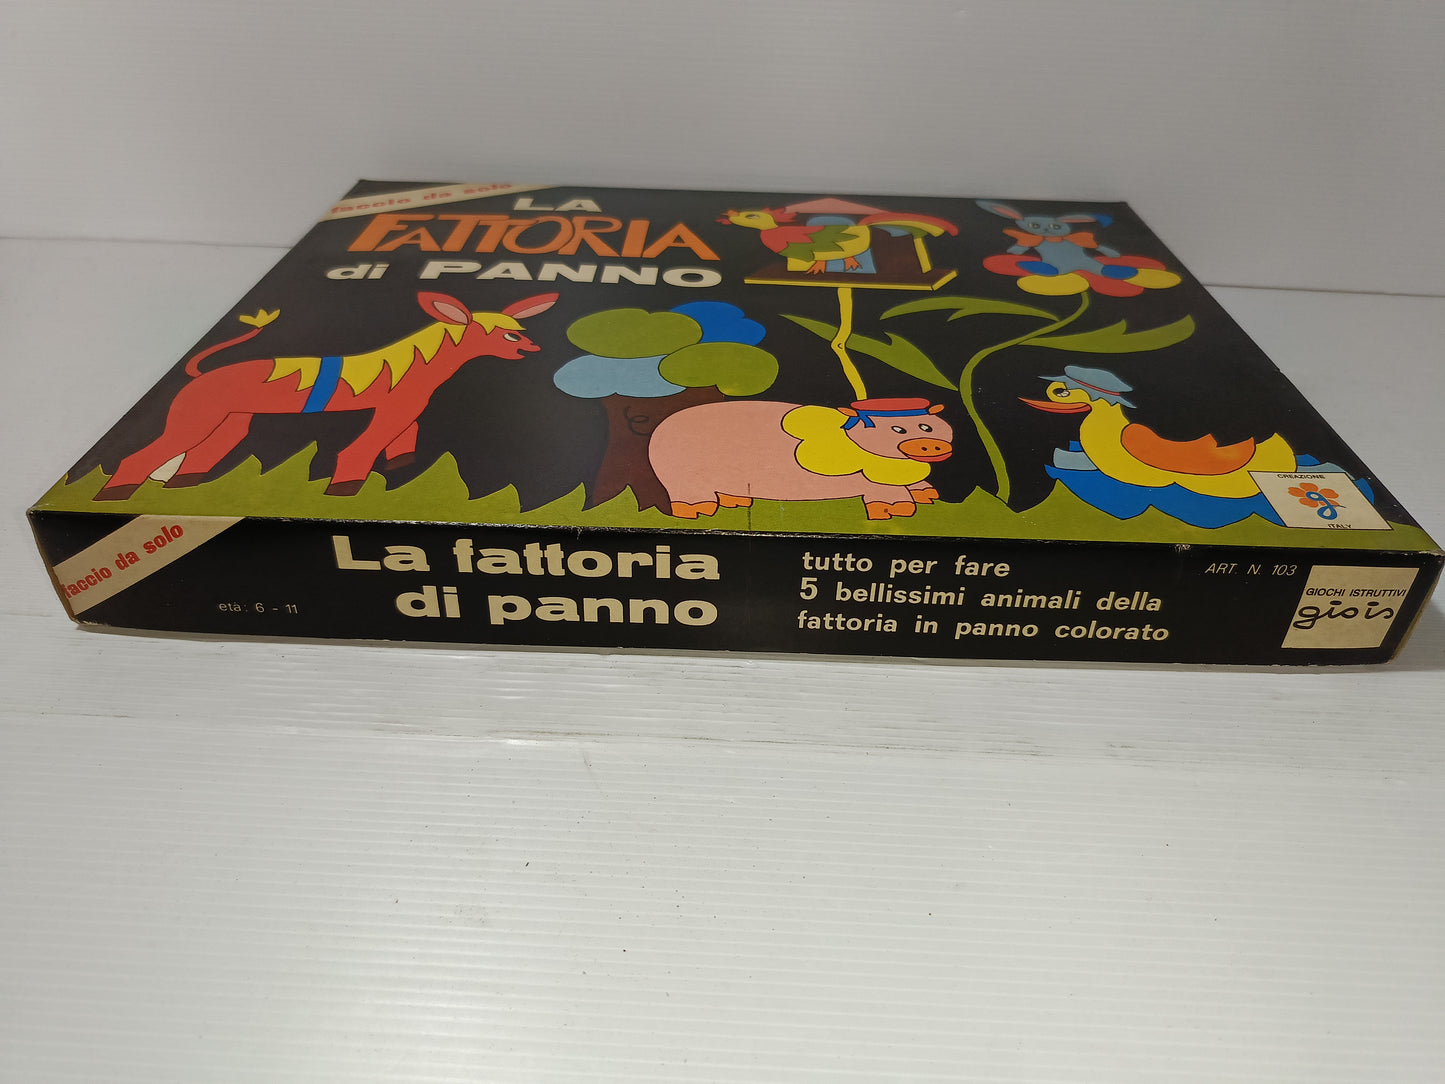 faccio da solo
LA
FATTORIA
di PANNO
CREAZIONE
g
ITALY
faccio da solo
età: 6 - 11
La fattoria
di panno
tutto per fare
5 bellissimi animali della
fattoria in panno colorato
ART. N. 103
GIOCHI ISTRUTTIVI
giois